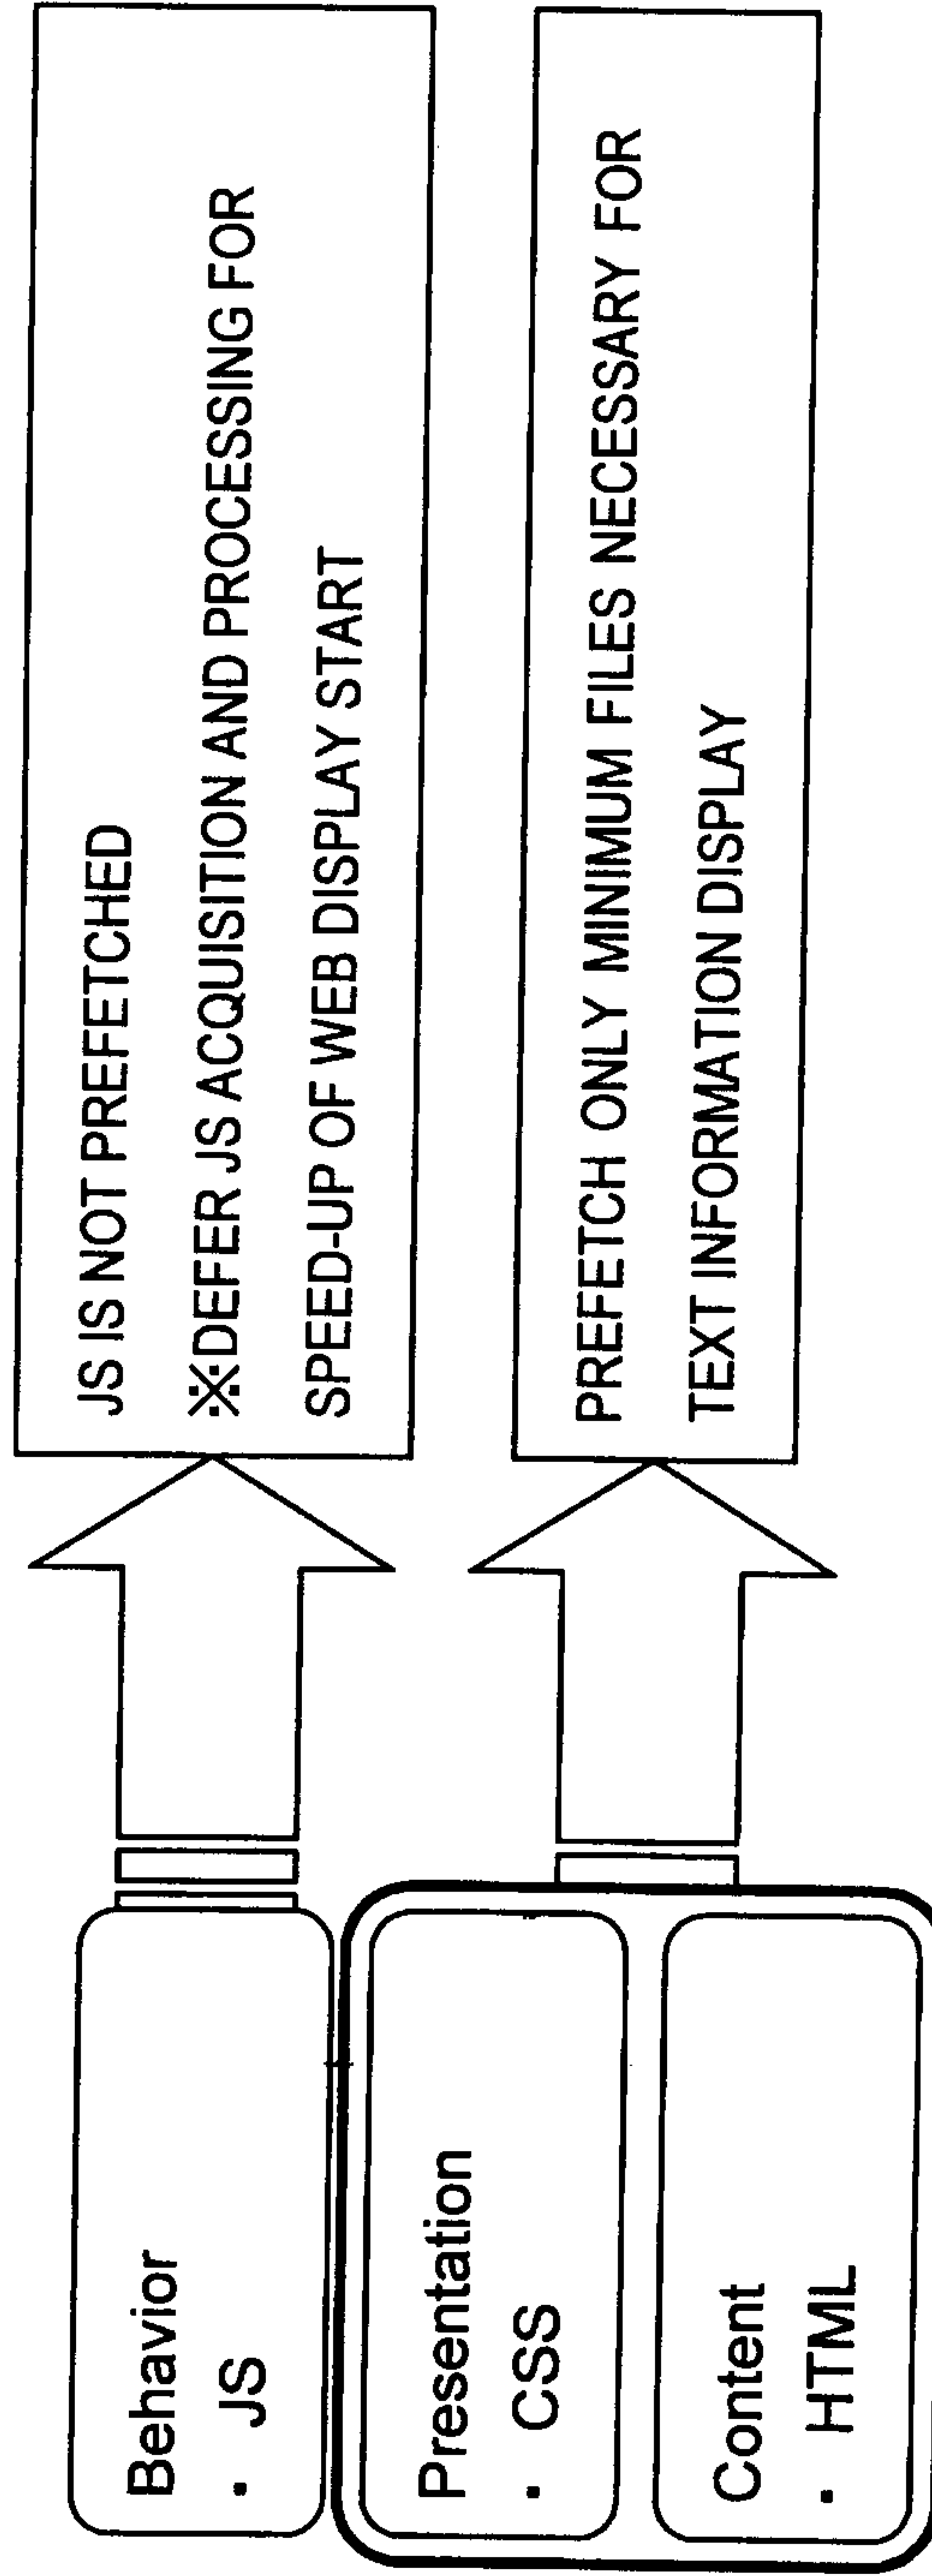 Behavior
. JS
JS IS NOT PREFETCHED
※DEFER JS ACQUISITION AND PROCESSING FOR
SPEED-UP OF WEB DISPLAY START
Presentation
. CSS
Content
. HTML
PREFETCH ONLY MINIMUM FILES NECESSARY FOR
TEXT INFORMATION DISPLAY